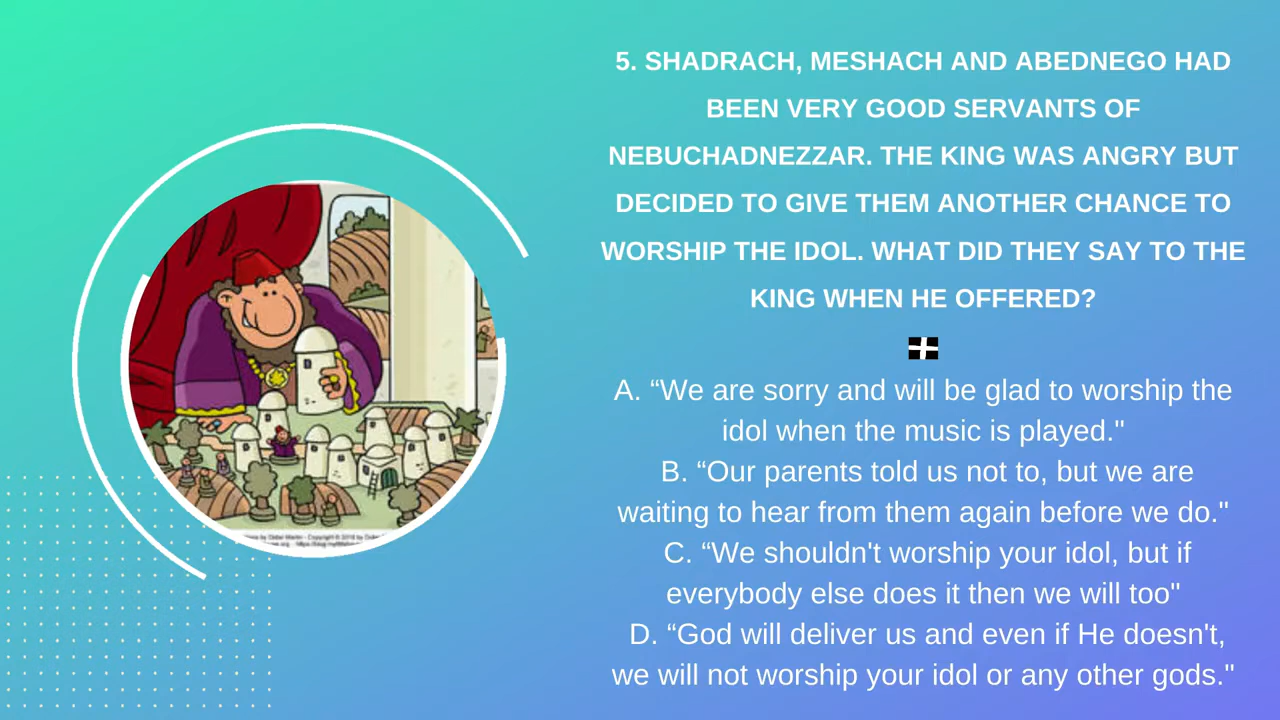 5. SHADRACH, MESHACH AND ABEDNEGO HAD
BEEN VERY GOOD SERVANTS OF
NEBUCHADNEZZAR. THE KING WAS ANGRY BUT
DECIDED TO GIVE THEM ANOTHER CHANCE TO
WORSHIP THE IDOL. WHAT DID THEY SAY TO THE
KING WHEN HE OFFERED?
A. “We are sorry and will be glad to worship the
idol when the music is played."
B. “Our parents told us not to, but we are
waiting to hear from them again before we do."
C. “We shouldn't worship your idol, but if
everybody else does it then we will too"
D. “God will deliver us and even if He doesn't,
we will not worship your idol or any other gods."